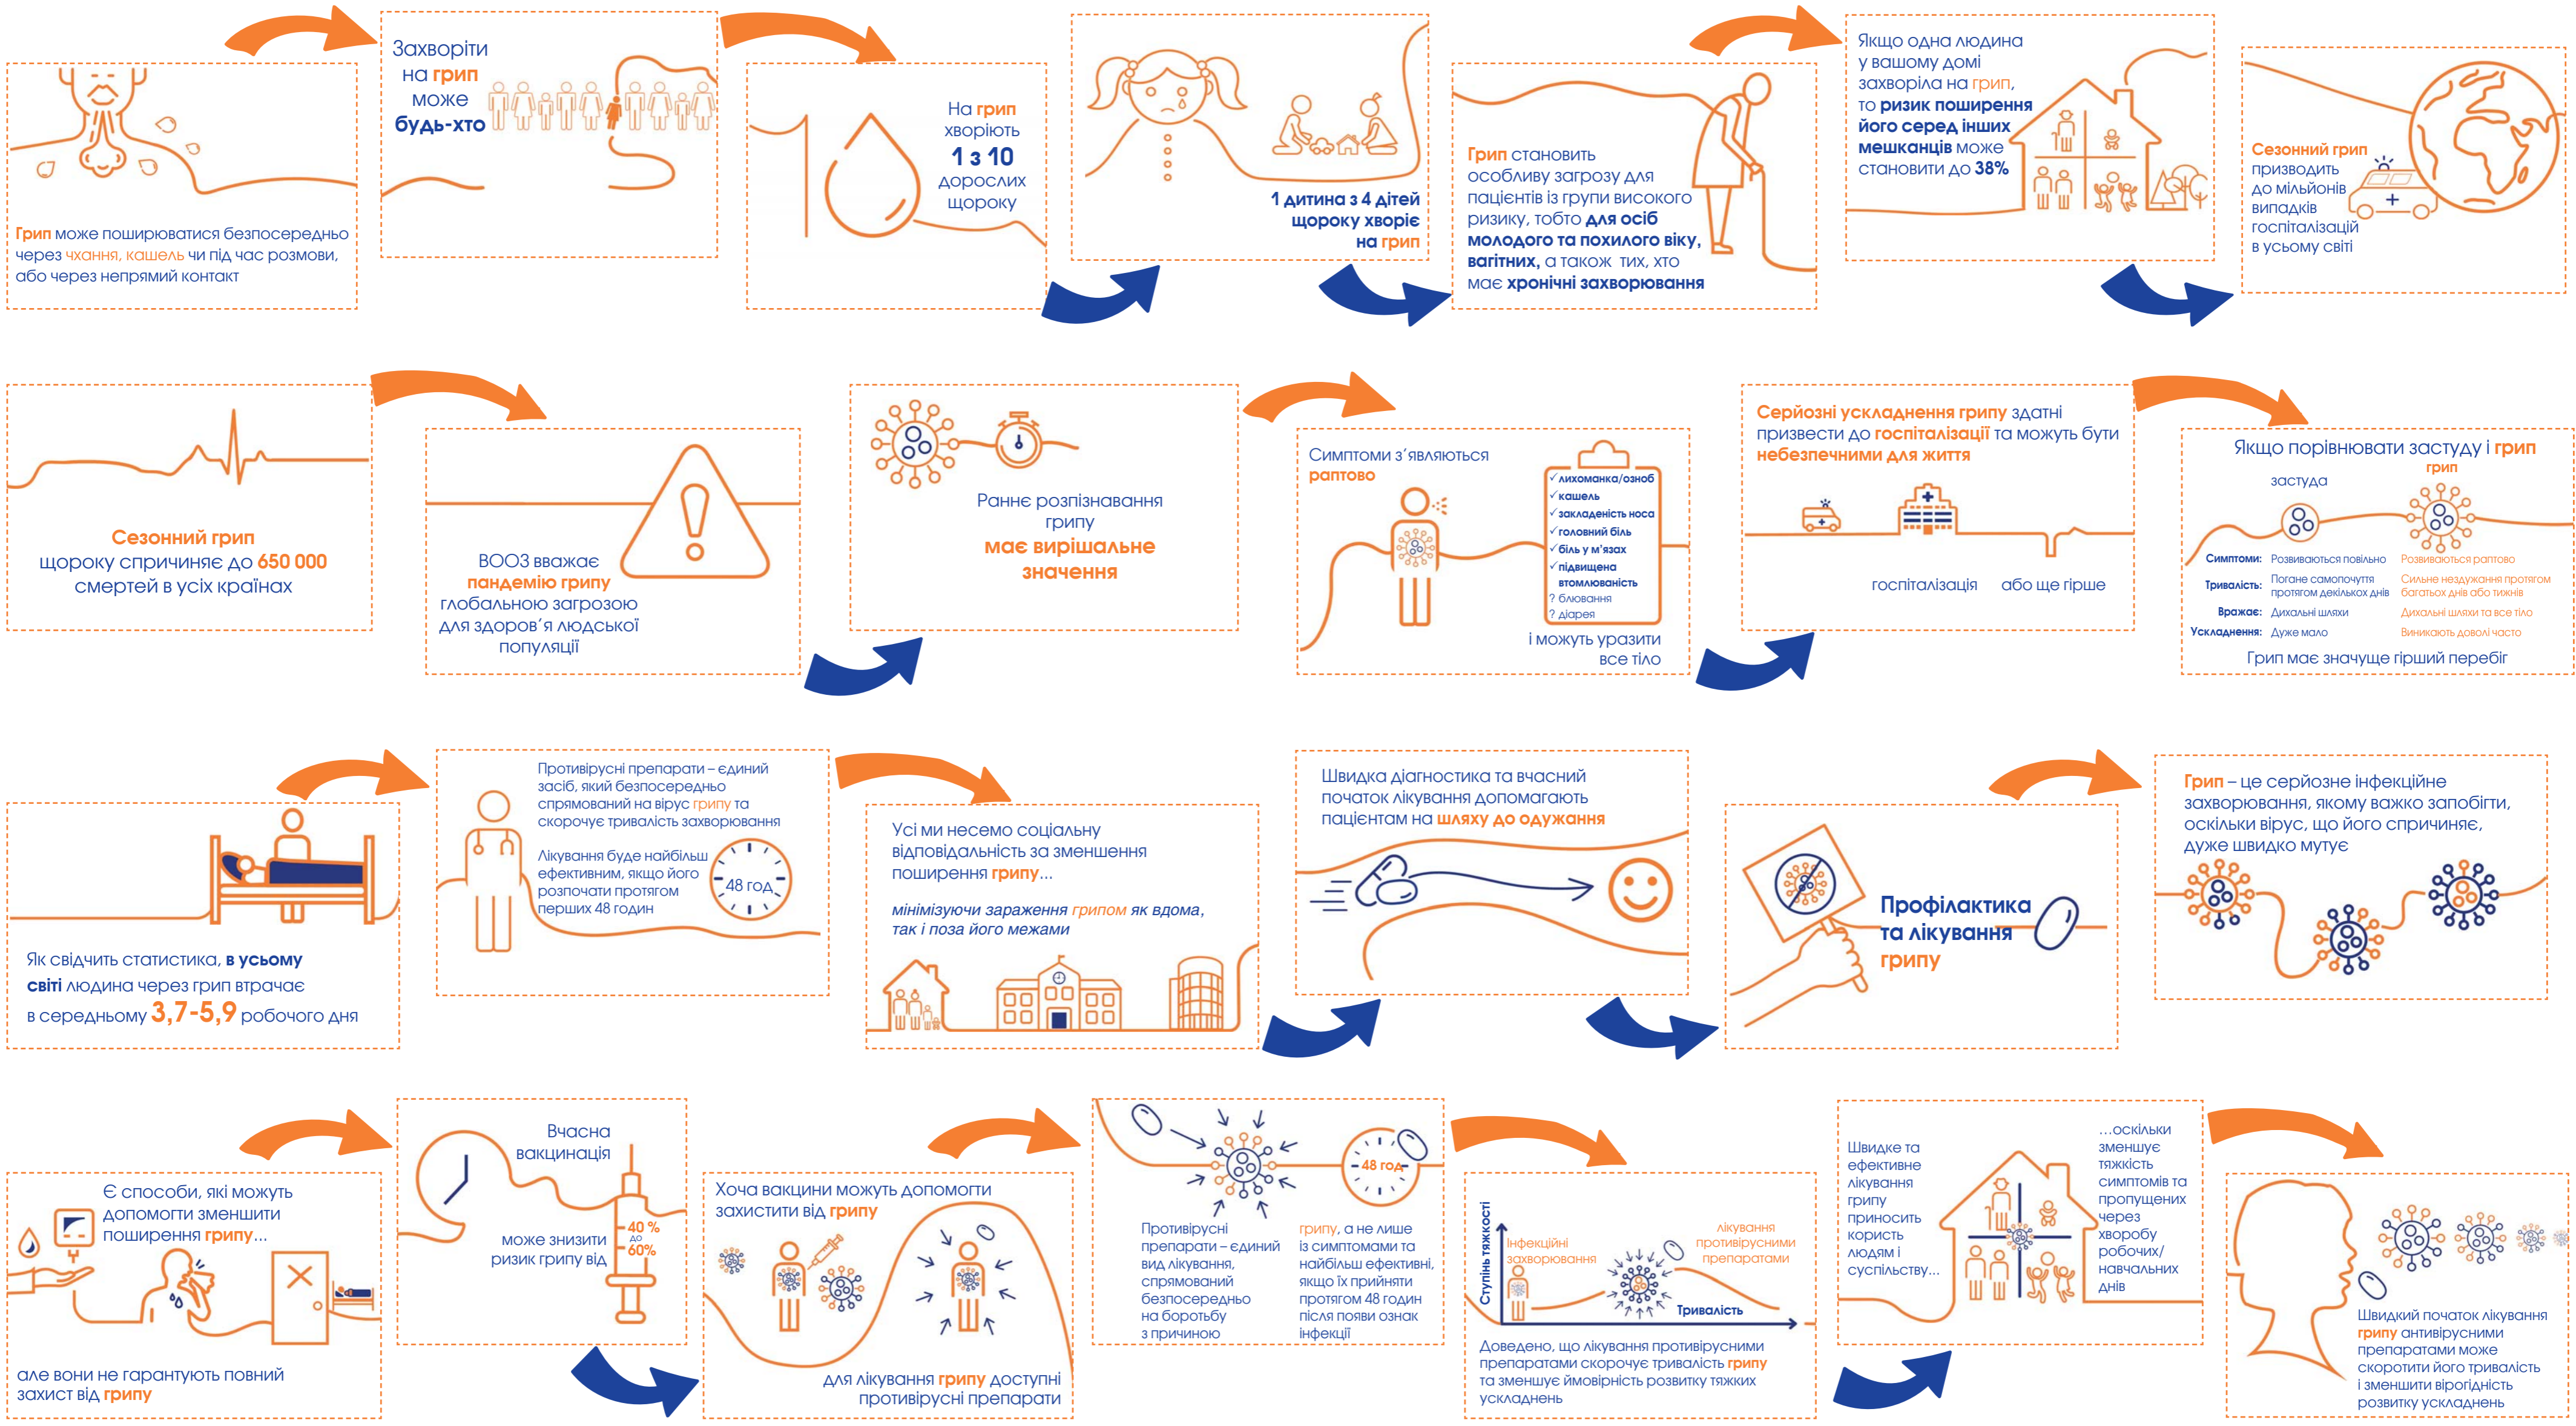 Грип може поширюватися безпосередньо
через чхання, кашель чи під час розмови,
або через непрямий контакт
Захворіти
на грип
може
будь-хто
На грип
хворіють
1 з 10
дорослих
щороку
1 дитина з 4 дітей
щороку хворіє
на грип
Грип становить
особливу загрозу для
пацієнтів із групи високого
ризику, тобто для осіб
молодого та похилого віку,
вагітних, а також тих, хто
має хронічні захворювання
Якщо одна людина
у вашому домі
захворіла на грип,
то ризик поширення
його серед інших
мешканців може
становити до 38%
Сезонний грип
призводить
до мільйонів
випадків
госпіталізацій
в усьому світі
Сезонний грип
щороку спричиняє до 650 000
смертей в усіх країнах
ВООЗ вважає
пандемію грипу
глобальною загрозою
для здоров’я людської
популяції
Раннє розпізнавання
грипу
має вирішальне
значення
Симптоми з’являються
раптово
✓ лихоманка/озноб
✓ кашель
✓ закладеність носа
✓ головний біль
✓ біль у м’язах
✓ підвищена
втомлюваність
? блювання
? діарея
і можуть уразити
все тіло
Серйозні ускладнення грипу здатні
призвести до госпіталізації та можуть бути
небезпечними для життя
госпіталізація або ще гірше
Якщо порівнювати застуду і грип
грип
застуда
Симптоми: Розвиваються повільно Розвиваються раптово
Тривалість: Погане самопочуття протягом декількох днів Сильне нездужання протягом багатьох днів або тижнів
Вражає: Дихальні шляхи Дихальні шляхи та все тіло
Ускладнення: Дуже мало Виникають доволі часто
Грип має значуще гірший перебіг
Як свідчить статистика, в усьому
світі людина через грип втрачає
в середньому 3,7-5,9 робочого дня
Противірусні препарати – єдиний
засіб, який безпосередньо
спрямований на вірус грипу та
скорочує тривалість захворювання
Лікування буде найбільш
ефективним, якщо його
розпочати протягом
перших 48 годин
48 год
Усі ми несемо соціальну
відповідальність за зменшення
поширення грипу...
мінімізуючи зараження грипом як вдома,
так і поза його межами
Швидка діагностика та вчасний
початок лікування допомагають
пацієнтам на шляху до одужання
Профілактика
та лікування
грипу
Грип – це серйозне інфекційне
захворювання, якому важко запобігти,
оскільки вірус, що його спричиняє,
дуже швидко мутує
Є способи, які можуть
допомогти зменшити
поширення грипу...
але вони не гарантують повний
захист від грипу
Вчасна
вакцинація
може знизити
ризик грипу від
40 %
до
60%
Хоча вакцини можуть допомогти
захистити від грипу
для лікування грипу доступні
противірусні препарати
48 год
Противірусні
препарати – єдиний
вид лікування,
спрямований
безпосередньо
на боротьбу
з причиною
грипу, а не лише
із симптомами та
найбільш ефективні,
якщо їх прийняти
протягом 48 годин
після появи ознак
інфекції
Ступінь тяжкості
Інфекційні
захворювання
лікування
противірусними
препаратами
Тривалість
Доведено, що лікування противірусними
препаратами скорочує тривалість грипу
та зменшує ймовірність розвитку тяжких
ускладнень
Швидке та
ефективне
лікування
грипу
приносить
користь
людям і
суспільству...
...оскільки
зменшує
тяжкість
симптомів та
пропущених
через
хворобу
робочих/
навчальних
днів
Швидкий початок лікування
грипу антивірусними
препаратами може
скоротити його тривалість
і зменшити вірогідність
розвитку ускладнень